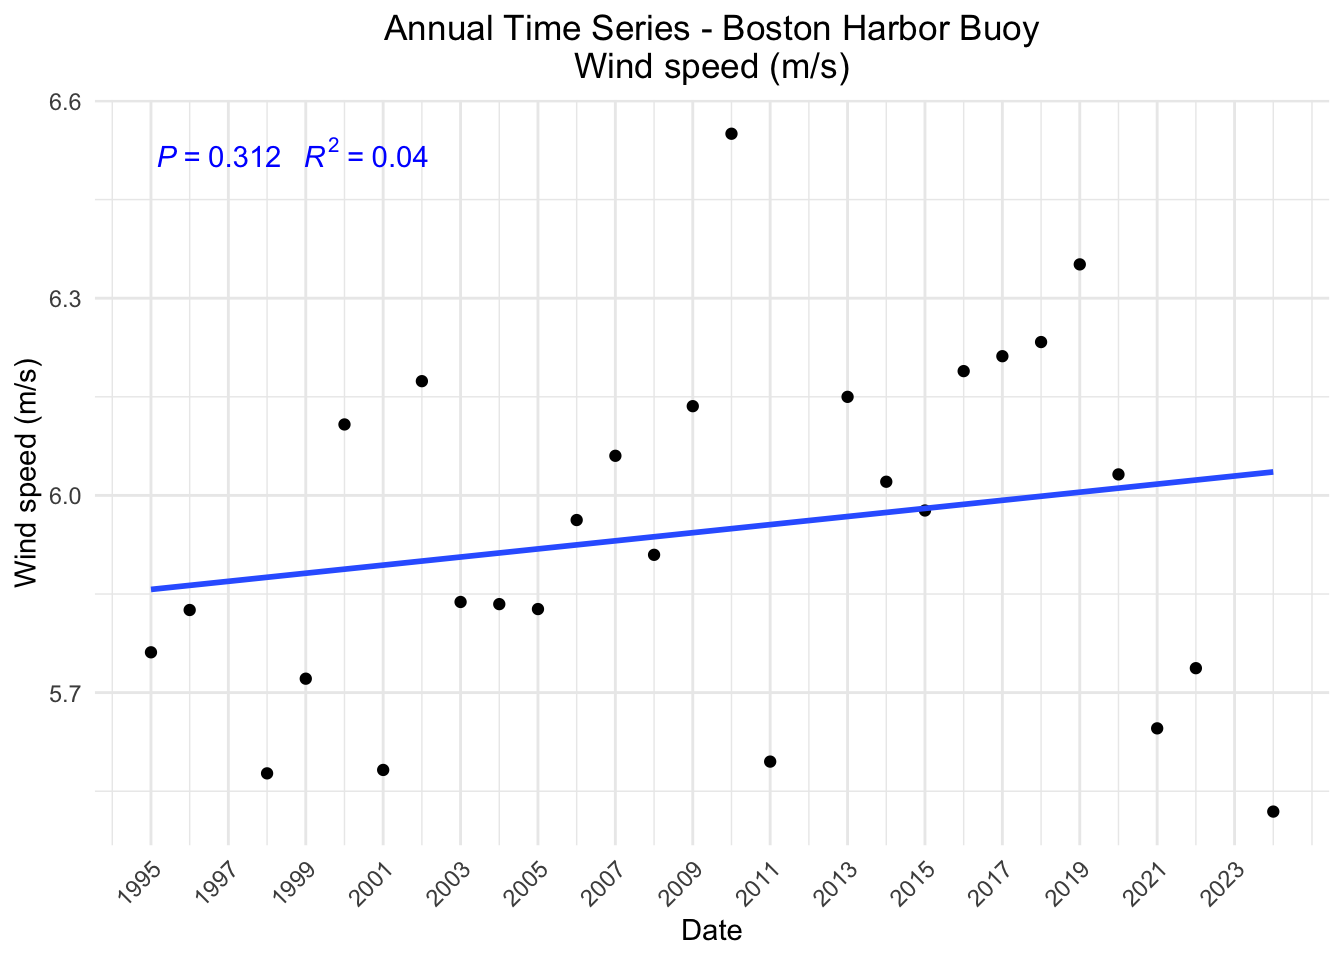 Annual Time Series - Boston Harbor Buoy
Wind speed (m/s)
P = 0.312 R² = 0.04
6.6
6.3
6.0
5.7
Wind speed (m/s)
1995 1997 1999 2001 2003 2005 2007 2009 2011 2013 2015 2017 2019 2021 2023
Date